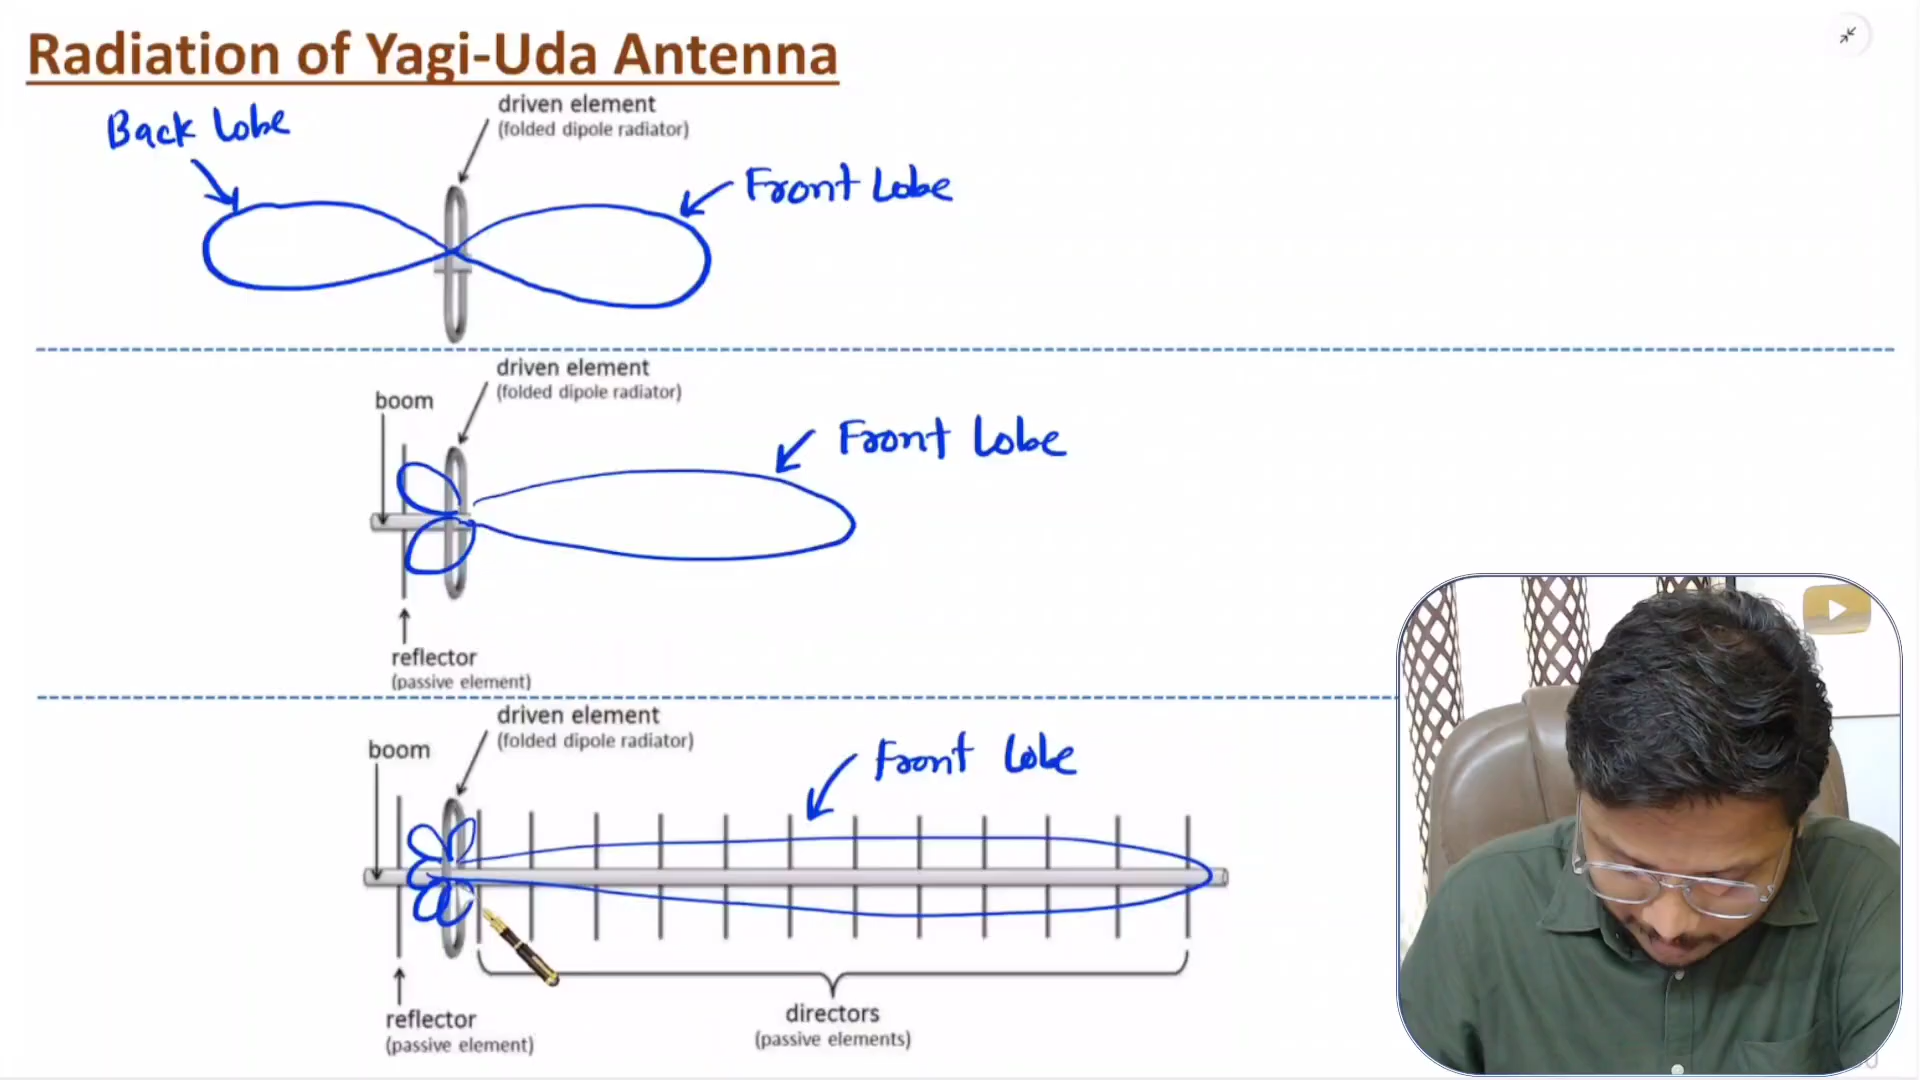 Radiation of Yagi-Uda Antenna
driven element
(folded dipole radiator)
Back Lobe
Front Lobe
driven element
(folded dipole radiator)
boom
Front Lobe
reflector
(passive element)
driven element
(folded dipole radiator)
boom
Front Lobe
directors
(passive elements)
reflector
(passive element)